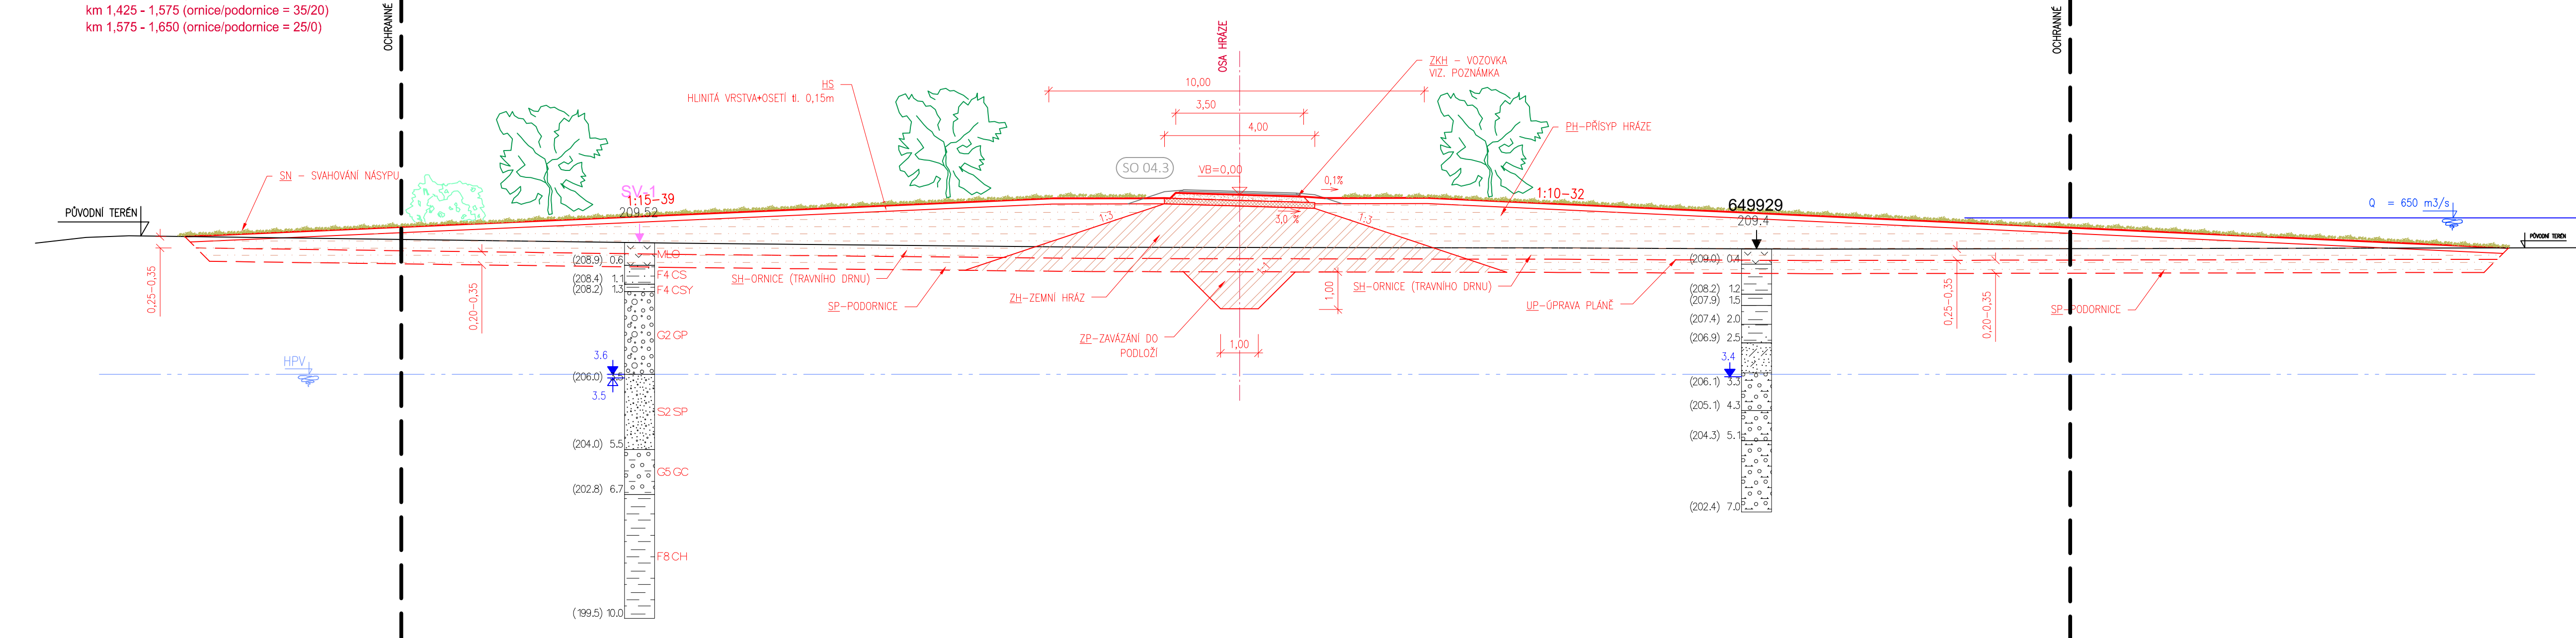 km 1,425 - 1,575 (ornice/podornice = 35/20)
km 1,575 - 1,650 (ornice/podornice = 25/0)
OCHRANNÉ
OSA HRÁZE
OCHRANNÉ
ZKH - VOZOVKA
VIZ. POZNÁMKA
10,00
HS
HLINITÁ VRSTVA+OSETÍ tl. 0,15m
3,50
4,00
PH-PŘÍSYP HRÁZE
SO 04.3
VB=0,00
0,1%
SN - SVAHOVÁNÍ NÁSYPU
SV-1
1:15-39
209.52
1:10-32
649929
209.4
Q = 650 m3/s
PŮVODNÍ TERÉN
PŮVODNÍ TERÉN
1:3
3,0 %
1:3
1:1
MLO
(208.9) 0.6
F4 CS
(208.4) 1.1
F4 CSY
(208.2) 1.3
G2 GP
3.6
(206.0)
3.5
S2 SP
(204.0) 5.5
G5 GC
(202.8) 6.7
F8 CH
(199.5) 10.0
0,25-0,35
0,20-0,35
HPV
SH-ORNICE (TRAVNÍHO DRNU)
SP-PODORNICE
ZH-ZEMNÍ HRÁZ
ZP-ZAVÁZÁNÍ DO
PODLOŽÍ
1,00
1,00
SH-ORNICE (TRAVNÍHO DRNU)
UP-ÚPRAVA PLÁNĚ
(209.0) 0.4
(208.2) 1.2
(207.9) 1.5
(207.4) 2.0
(206.9) 2.5
3.4
(206.1) 3.3
(205.1) 4.3
(204.3) 5.1
(202.4) 7.0
0,25-0,35
0,20-0,35
SP-PODORNICE